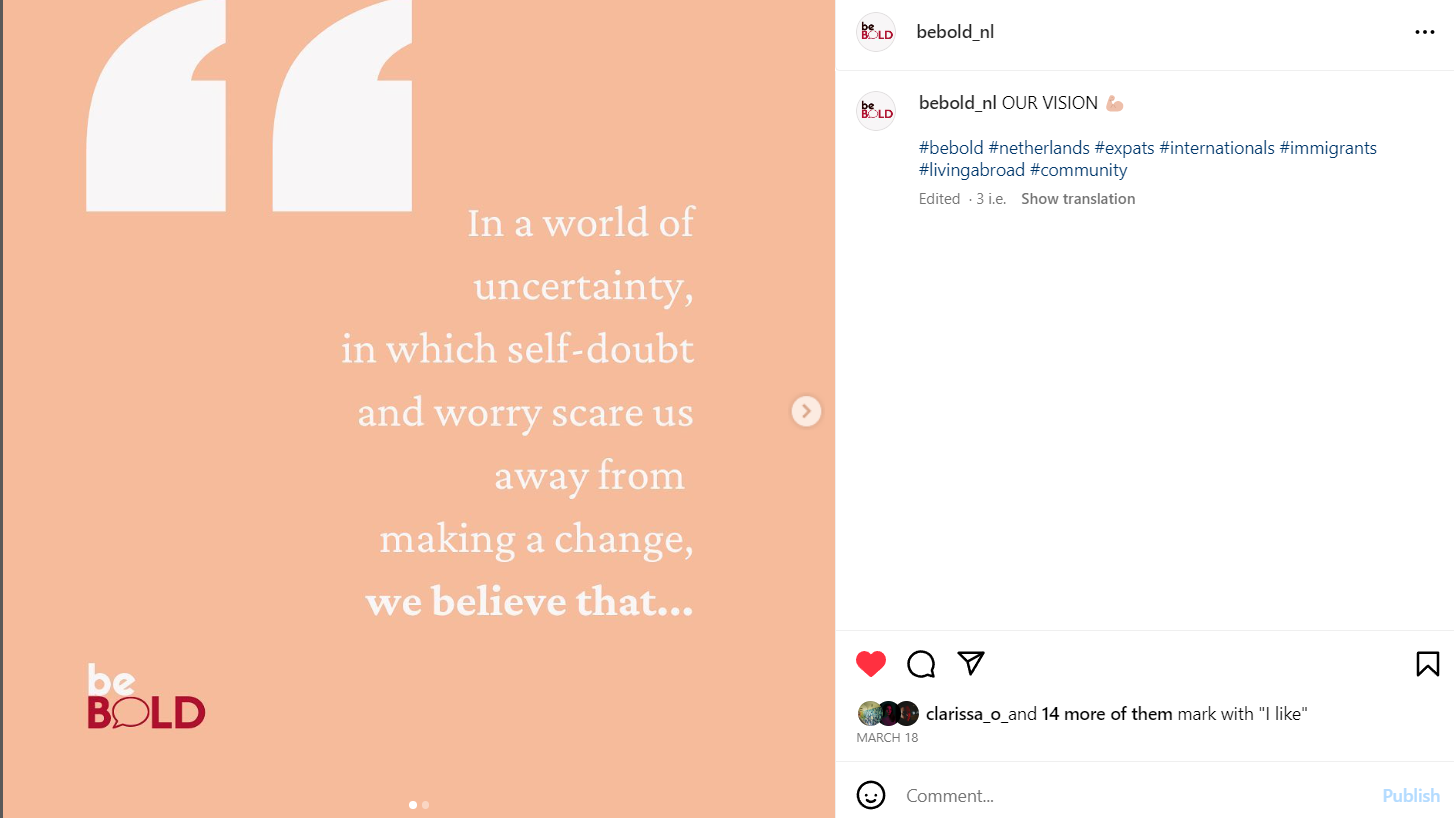 In a world of
uncertainty,
in which self-doubt
and worry scare us
away from
making a change,
we believe that...
be
BOLD
be
BOLD
bebold_nl
be
BOLD
bebold_nl OUR VISION 💪🏼
#bebold #netherlands #expats #internationals #immigrants
#livingabroad #community
Edited · 3 i.e. Show translation
clarissa_o_and 14 more of them mark with "I like"
MARCH 18
Comment...
Publish